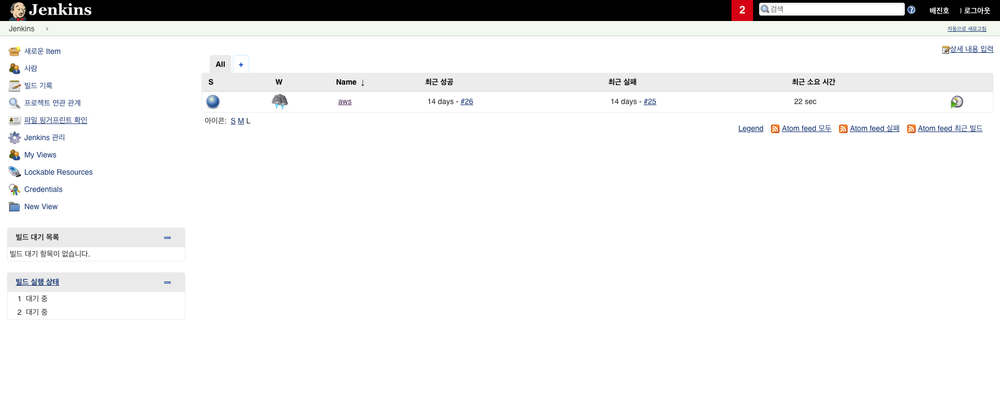 Jenkins
2
검색
배진호 | 로그아웃
Jenkins
자동으로 새로고침
새로운 Item
사람
빌드 기록
프로젝트 연관 관계
파일 핑거프린트 확인
Jenkins 관리
My Views
Lockable Resources
Credentials
New View
빌드 대기 목록
빌드 대기 항목이 없습니다.
빌드 실행 상태
1 대기 중
2 대기 중
상세 내용 입력
All +
S W Name ↓ 최근 성공 최근 실패 최근 소요 시간
aws 14 days - #26 14 days - #25 22 sec
아이콘: S M L
Legend Atom feed 모두 Atom feed 실패 Atom feed 최근 빌드